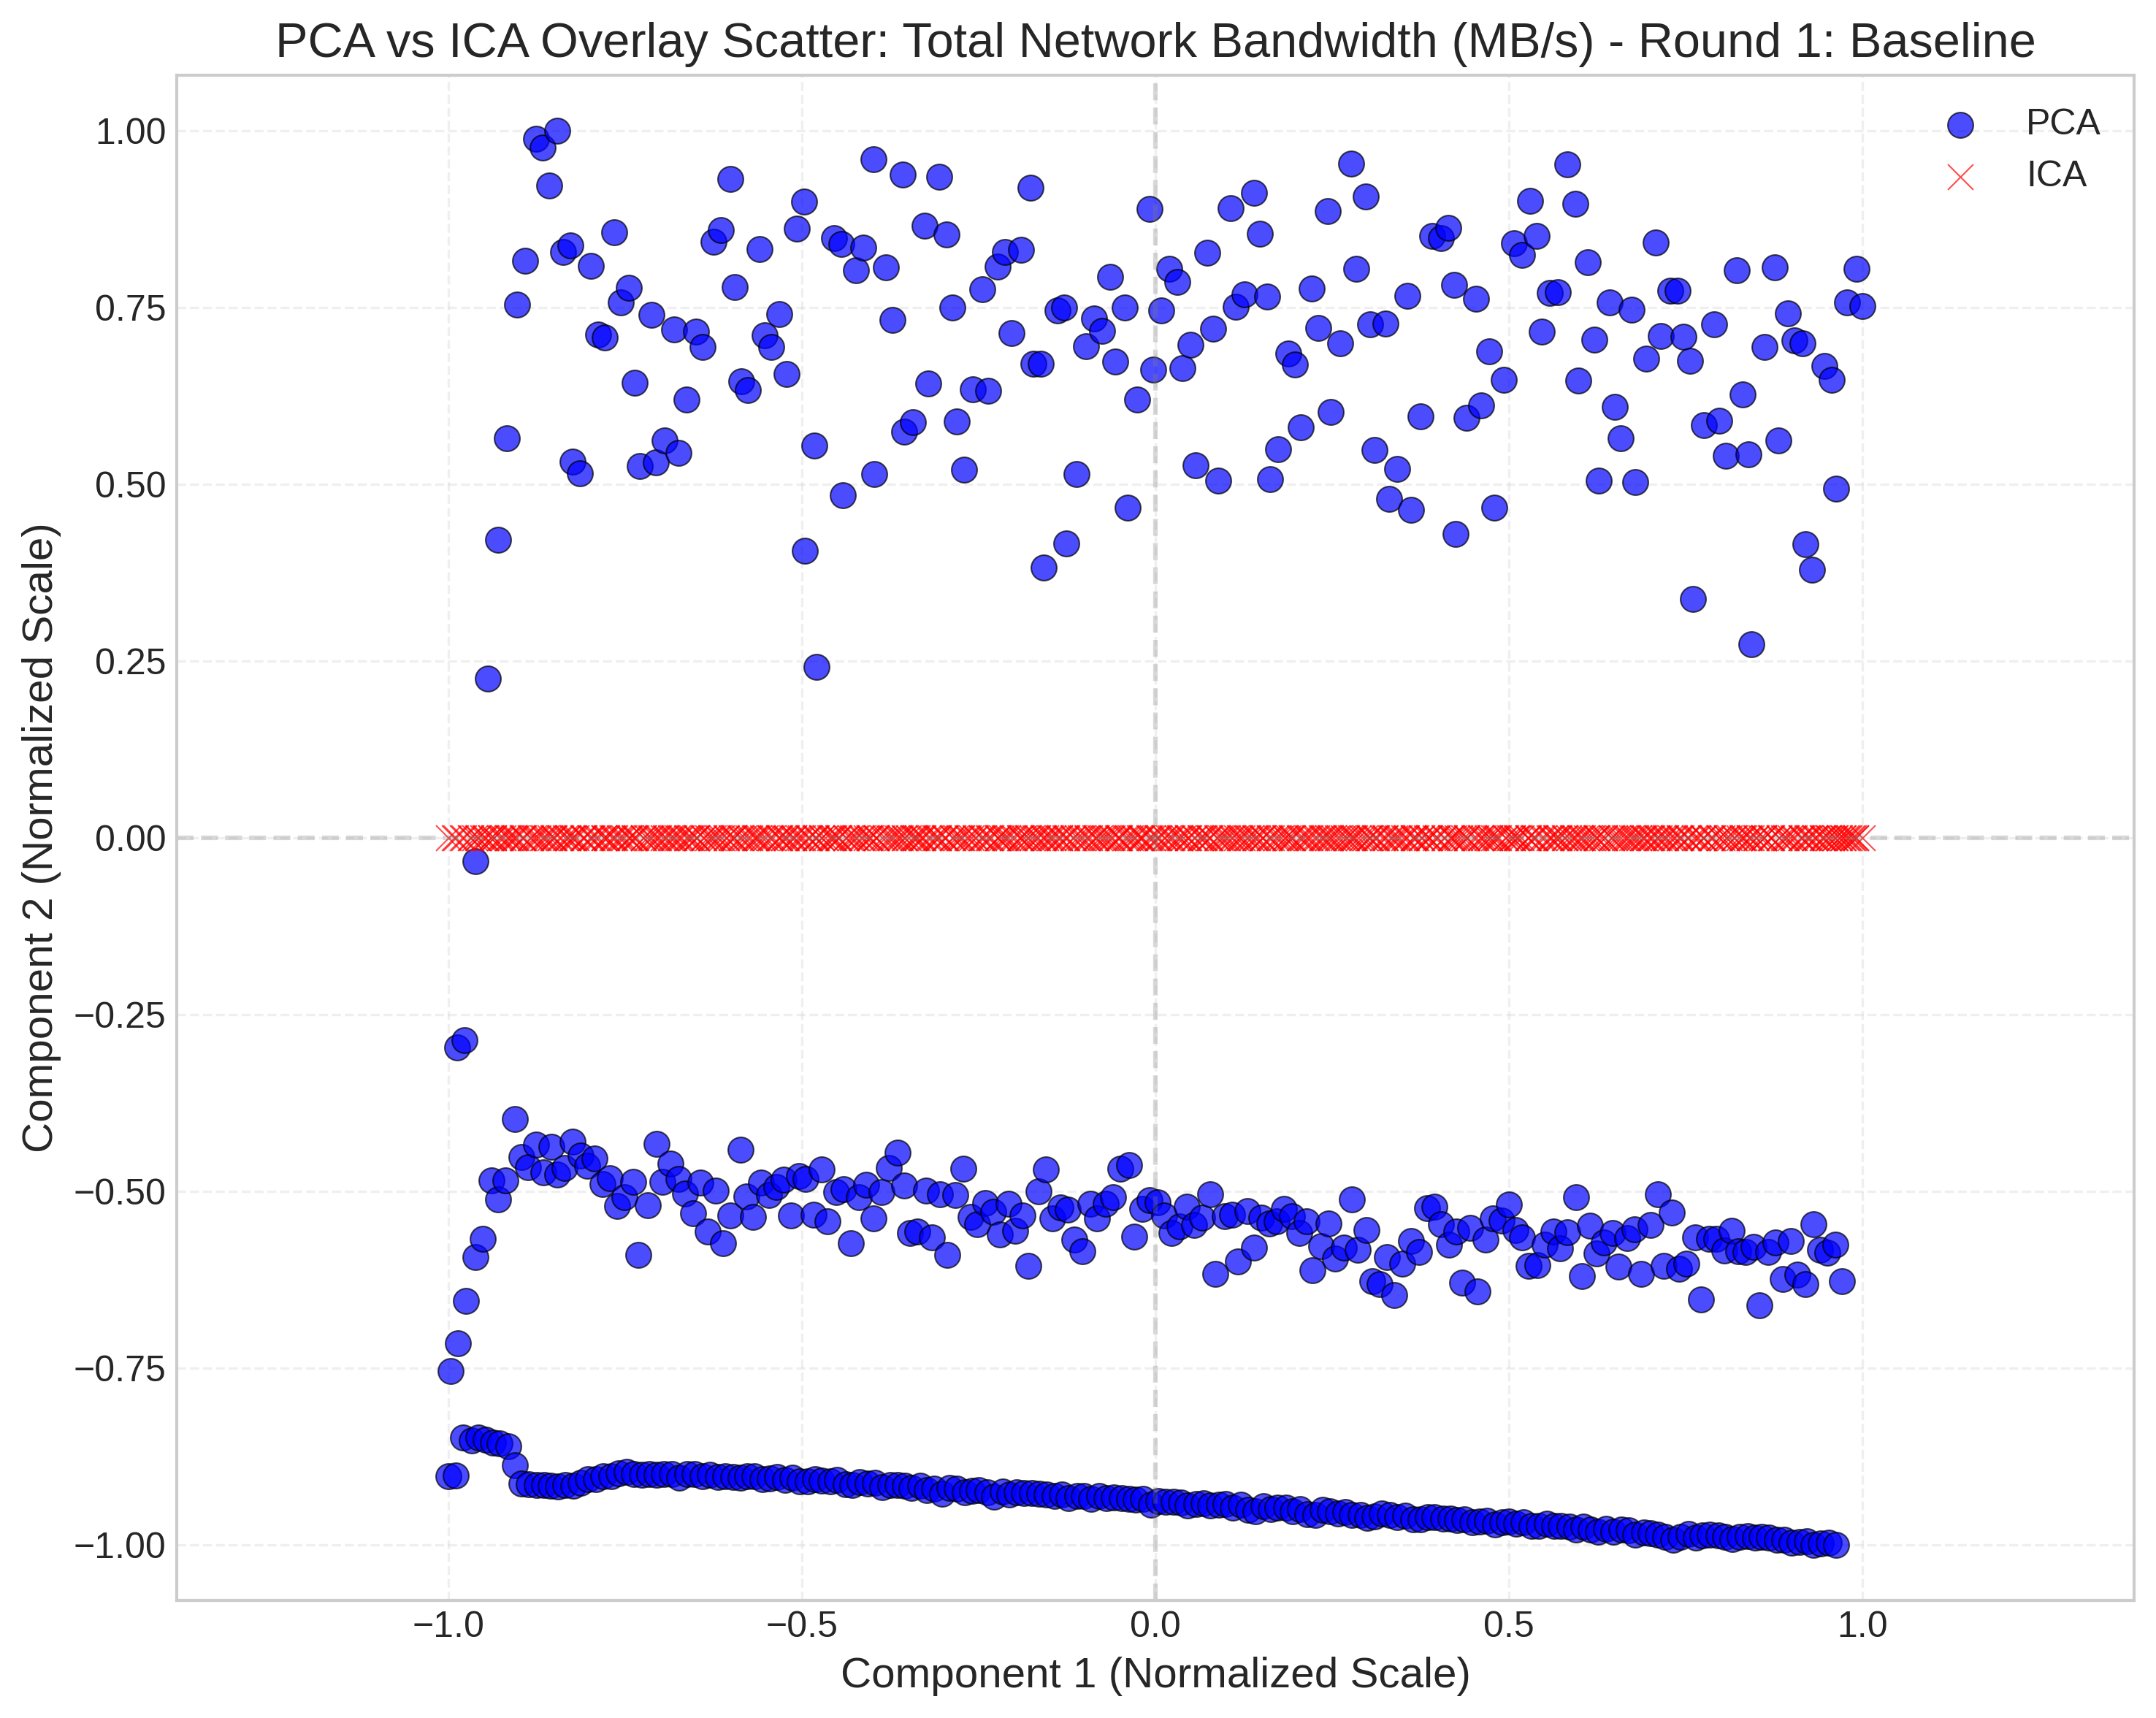 PCA vs ICA Overlay Scatter: Total Network Bandwidth (MB/s) - Round 1: Baseline
PCA
ICA
Component 2 (Normalized Scale)
1.00
0.75
0.50
0.25
0.00
−0.25
−0.50
−0.75
−1.00
−1.0
−0.5
0.0
0.5
1.0
Component 1 (Normalized Scale)